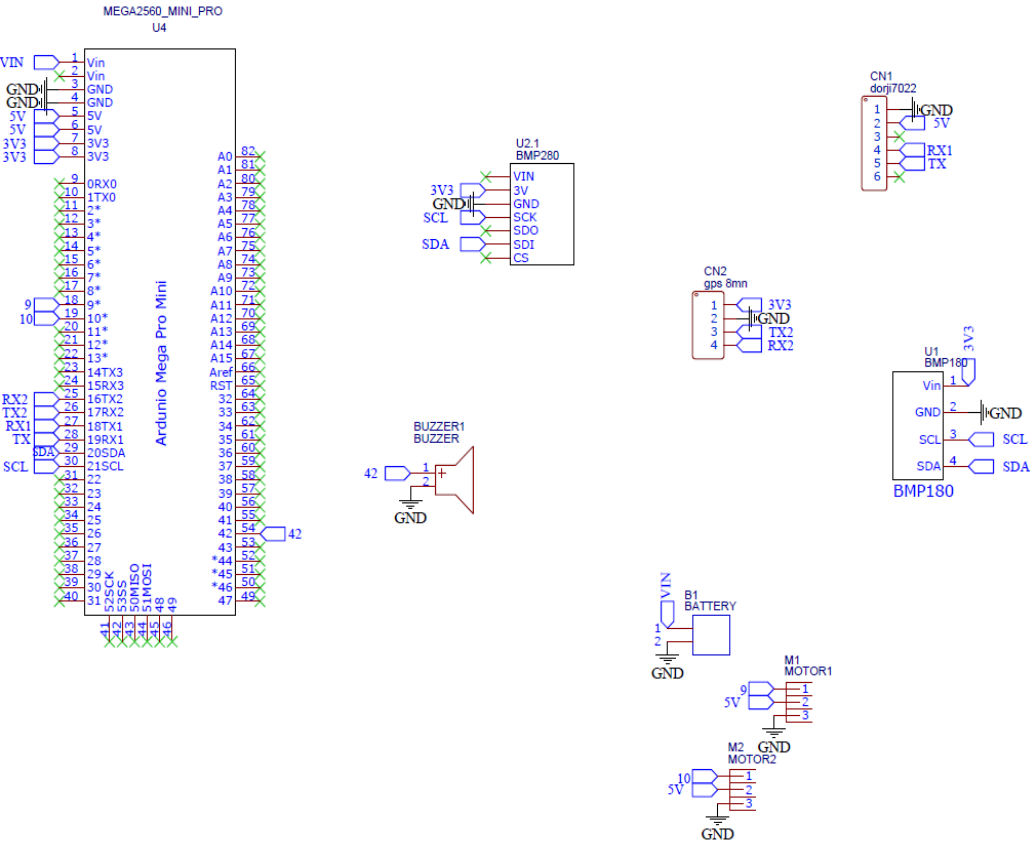 MEGA2560_MINI_PRO
U4
VIN 1 Vin
2 Vin
GND 3 GND
GND 4 GND
5V 5 5V
5V 6 5V
3V3 7 3V3
3V3 8 3V3
9 0RX0
10 1TX0
11 2*
12 3*
13 4*
14 5*
15 6*
16 7*
17 8*
9 18 9*
10 19 10*
20 11*
21 12*
22 13*
23 14TX3
24 15RX3
RX2 25 16TX2
TX2 26 17RX2
RX1 27 18TX1
TX 28 19RX1
SDA 29 20SDA
SCL 30 21SCL
31 22
32 23
33 24
34 25
35 26
36 27
37 28
38 29
39 30
40 31
Ardunio Mega Pro Mini
A0 82
A1 81
A2 80
A3 79
A4 78
A5 77
A6 76
A7 75
A8 74
A9 73
A10 72
A11 71
A12 70
A13 69
A14 68
A15 67
Aref 66
RST 65
32 64
33 63
34 62
35 61
36 60
37 59
38 58
39 57
40 56
41 55
42 54 42
43 53
*44 52
*45 51
*46 50
47 49
52SCK 41
53SS 42
50MISO 43
51MOSI 44
48 45
49 46
U2.1
BMP280
VIN
3V3 3V
GND GND
SCL SCK
SDO
SDA SDI
CS
BUZZER1
BUZZER
42 1 +
2
GND
CN1
dorji7022
1 GND
2 5V
3
4 RX1
5 TX
6
CN2
gps 8mn
1 3V3
2 GND
3 TX2
4 RX2
U1
BMP180
3V3
Vin 1
GND 2 GND
SCL 3 SCL
SDA 4 SDA
BMP180
VIN
B1
BATTERY
1
2
GND
M1
MOTOR1
9 1
5V 2
3
GND
M2
MOTOR2
10 1
5V 2
3
GND